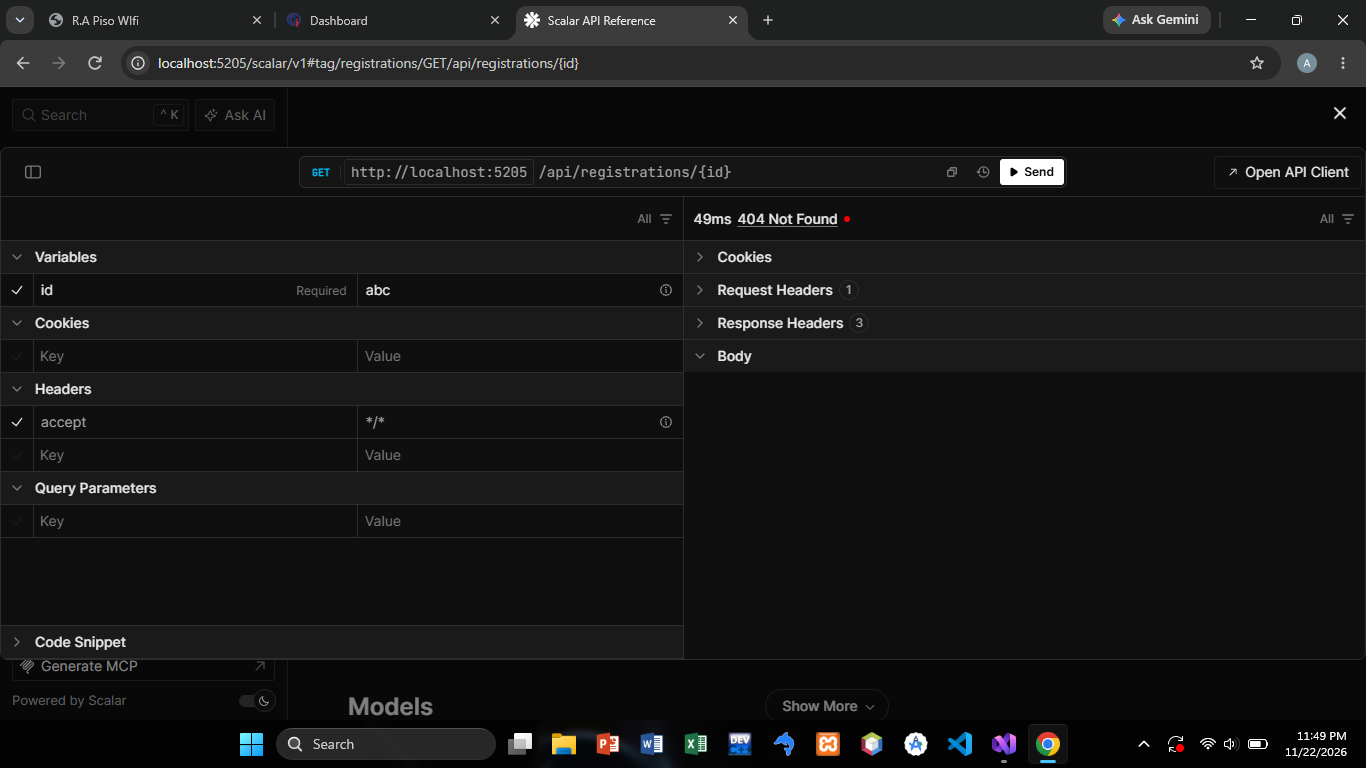 R.A Piso WIfi
Dashboard
Scalar API Reference
Ask Gemini
localhost:5205/scalar/v1#tag/registrations/GET/api/registrations/{id}
A
Search
^ K
Ask AI
GET
http://localhost:5205
/api/registrations/{id}
Send
Open API Client
All
49ms 404 Not Found
All
Variables
Cookies
id
Required
abc
Request Headers 1
Cookies
Response Headers 3
Key
Value
Body
Headers
accept
*/*
Key
Value
Query Parameters
Key
Value
Code Snippet
Generate MCP
Powered by Scalar
Models
Show More
Search
DEV
11:49 PM
11/22/2026